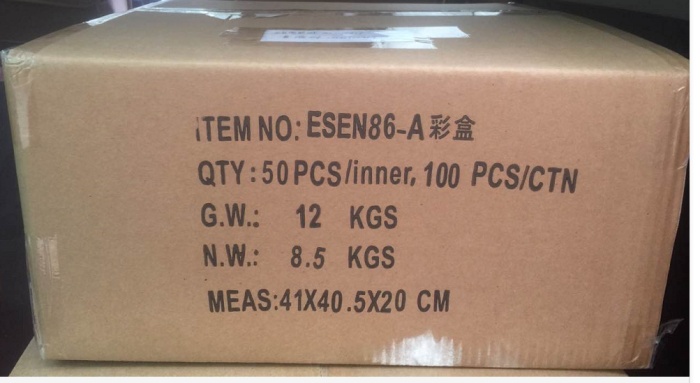 ITEM NO: ESEN86-A 彩盒
QTY : 50 PCS/inner, 100 PCS/CTN
G.W.: 12 KGS
N.W.: 8.5 KGS
MEAS:41X40.5X20 CM